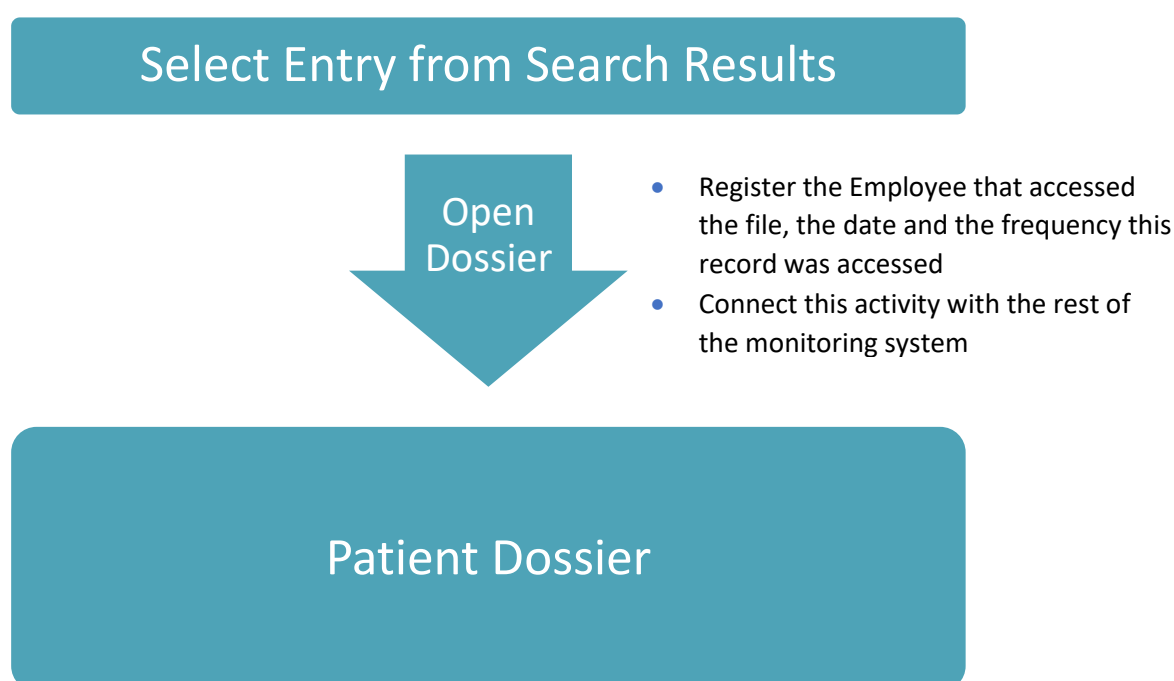 Select Entry from Search Results
Open
Dossier
• Register the Employee that accessed
the file, the date and the frequency this
record was accessed
• Connect this activity with the rest of
the monitoring system
Patient Dossier